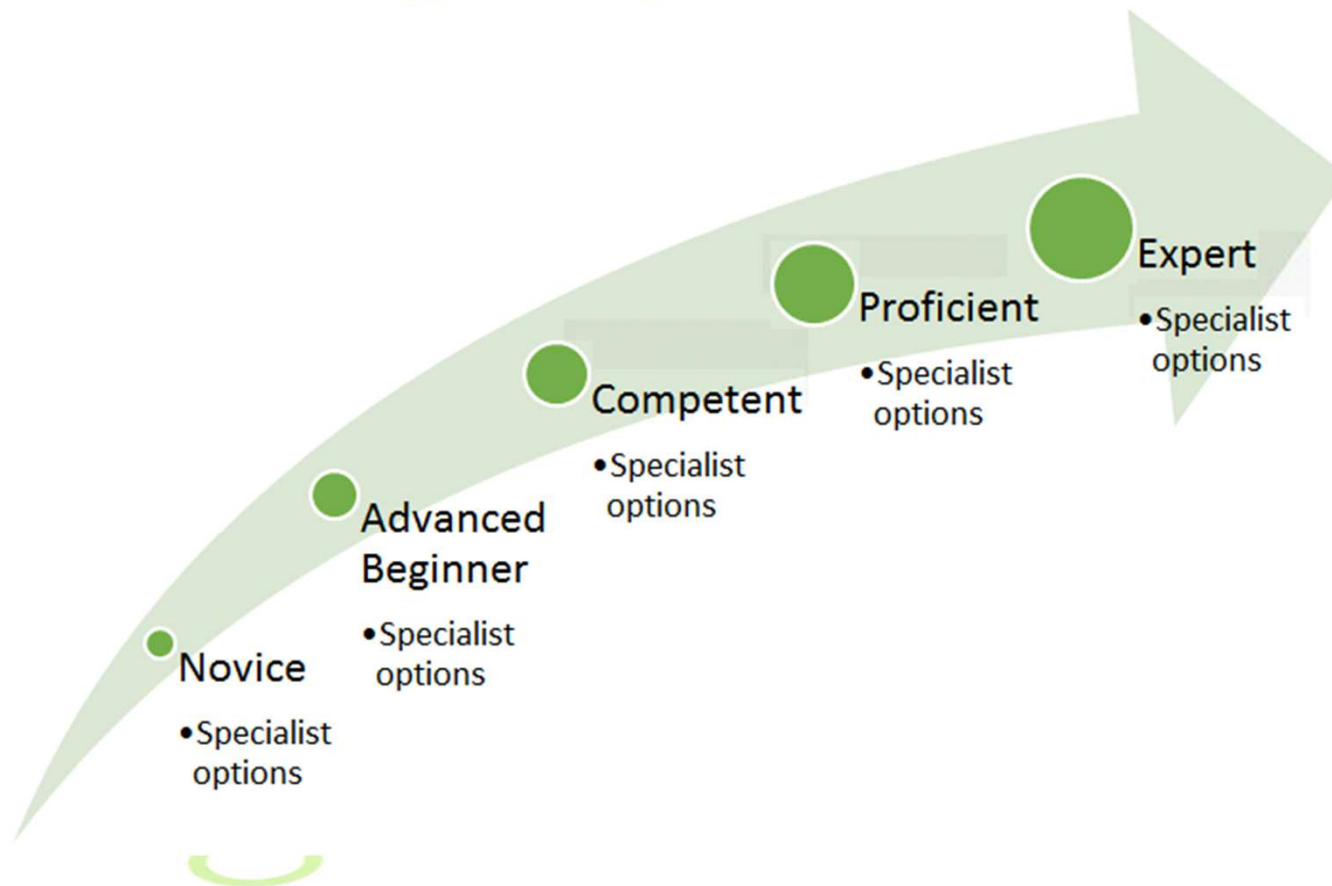 Novice
•Specialist
options
Advanced
Beginner
•Specialist
options
Competent
•Specialist
options
Proficient
•Specialist
options
Expert
•Specialist
options